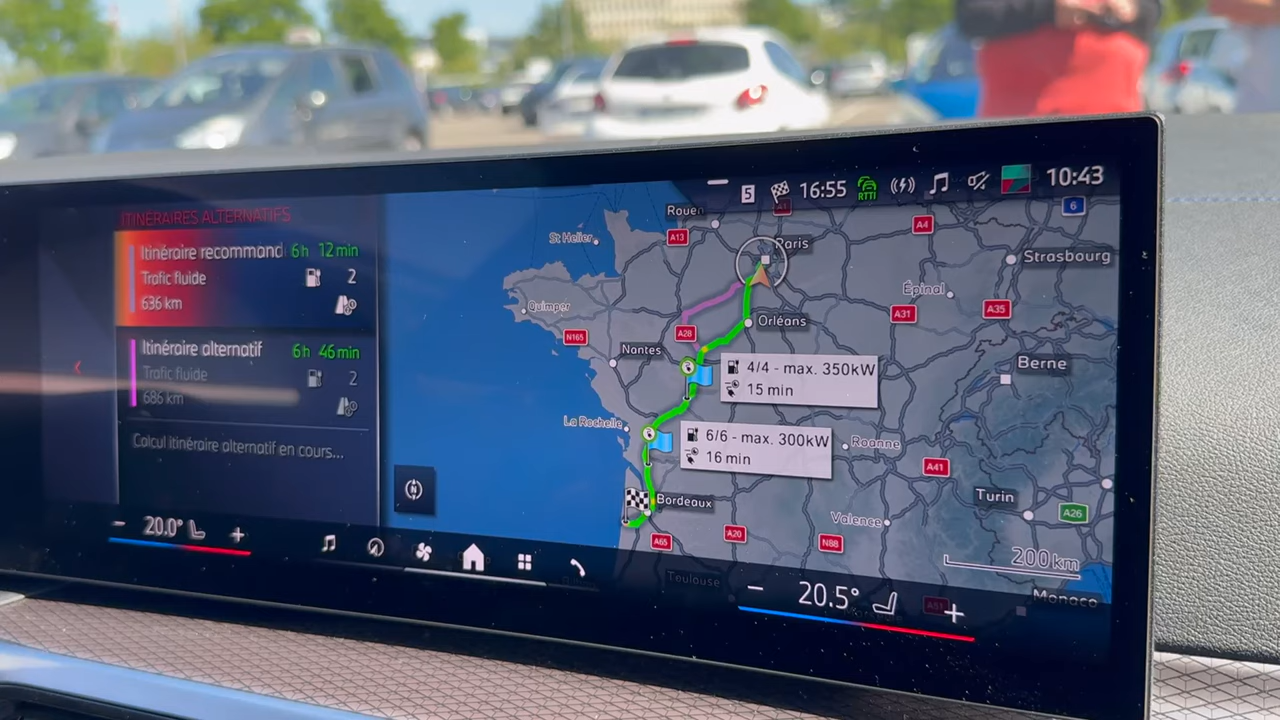 5 16:55 RTTI 10:43
ITINÉRAIRES ALTERNATIFS
Itinéraire recommand 6h 12min
Trafic fluide 2
636 km
Itinéraire alternatif 6h 46min
Trafic fluide 2
686 km
Calcul itinéraire alternatif en cours...
Rouen
A1
A4
6
St Helier
A13
Paris
Strasbourg
Épinal
Quimper
A31
A35
N165
A28
Orléans
Nantes
Berne
4/4 - max. 350kW
15 min
La Rochelle
6/6 - max. 300kW
16 min
Roanne
A41
N
Bordeaux
Turin
A26
Valence
A65
A20
N88
200 km
Toulouse
Monaco
20.0°
20.5°
A51